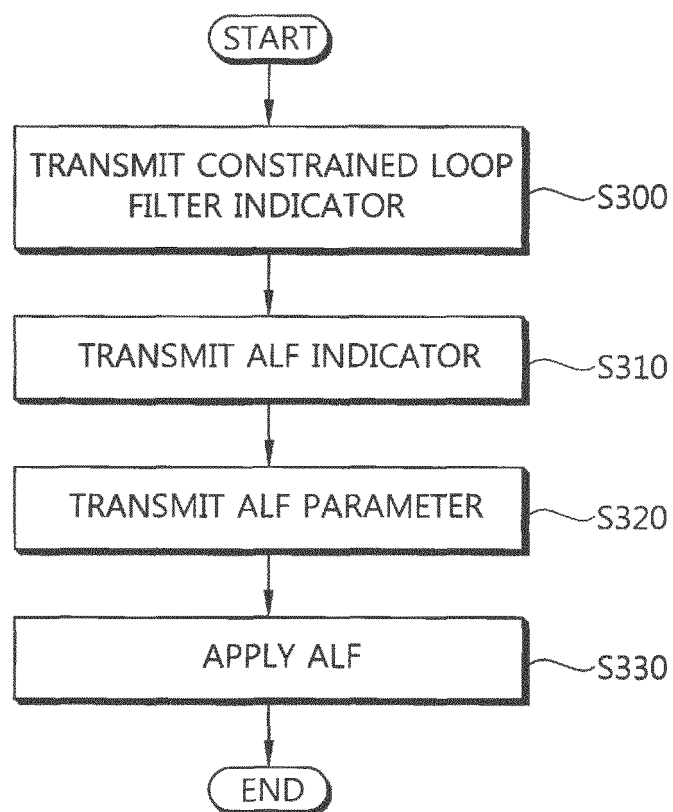 START
TRANSMIT CONSTRAINED LOOP
FILTER INDICATOR
S300
TRANSMIT ALF INDICATOR
S310
TRANSMIT ALF PARAMETER
S320
APPLY ALF
S330
END